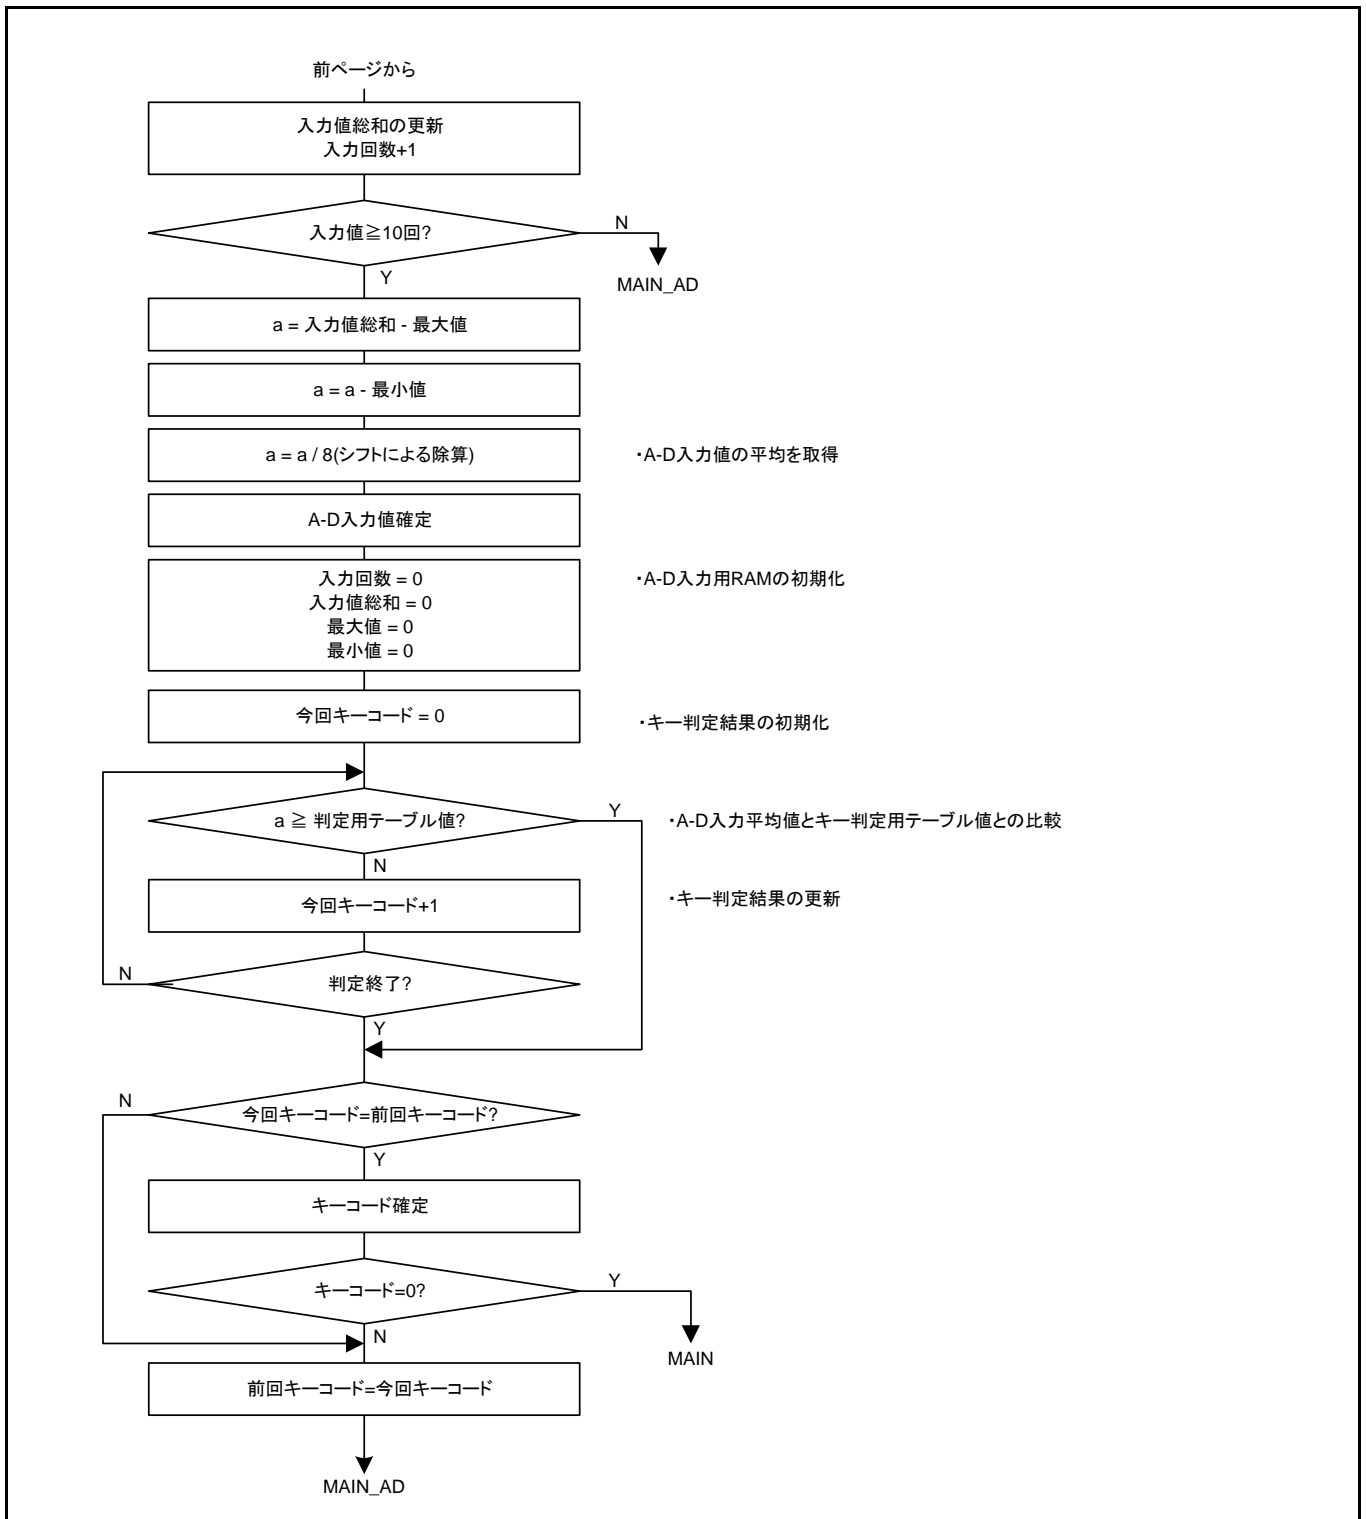 前ページから
入力値総和の更新
入力回数+1
入力値≧10回?
N
MAIN_AD
Y
a = 入力値総和 - 最大値
a = a - 最小値
a = a / 8(シフトによる除算)
・A-D入力値の平均を取得
A-D入力値確定
入力回数 = 0
・A-D入力用RAMの初期化
入力値総和 = 0
最大値 = 0
最小値 = 0
今回キーコード = 0
・キー判定結果の初期化
a ≧ 判定用テーブル値?
Y
・A-D入力平均値とキー判定用テーブル値との比較
N
今回キーコード+1
・キー判定結果の更新
N
判定終了?
Y
N
今回キーコード=前回キーコード?
Y
キーコード確定
キーコード=0?
Y
N
MAIN
前回キーコード=今回キーコード
MAIN_AD